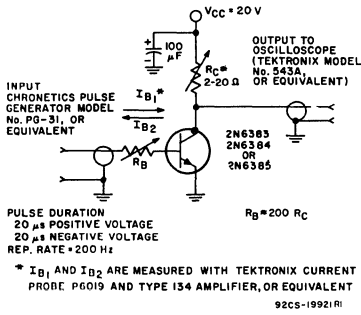 VCC = 20 V
100
μF
RC*
2-20 Ω
OUTPUT TO
OSCILLOSCOPE
(TEKTRONIX MODEL
No. 543A,
OR EQUIVALENT)
INPUT
CHRONETICS PULSE
GENERATOR MODEL
No. PG-31, OR
EQUIVALENT
IB1*
IB2
2N6383
2N6384
OR
2N6385
RB
RB = 200 RC
PULSE DURATION
20 μs POSITIVE VOLTAGE
20 μs NEGATIVE VOLTAGE
REP. RATE = 200 Hz
* IB1 AND IB2 ARE MEASURED WITH TEKTRONIX CURRENT
PROBE P6019 AND TYPE 134 AMPLIFIER, OR EQUIVALENT
92CS-19921R1